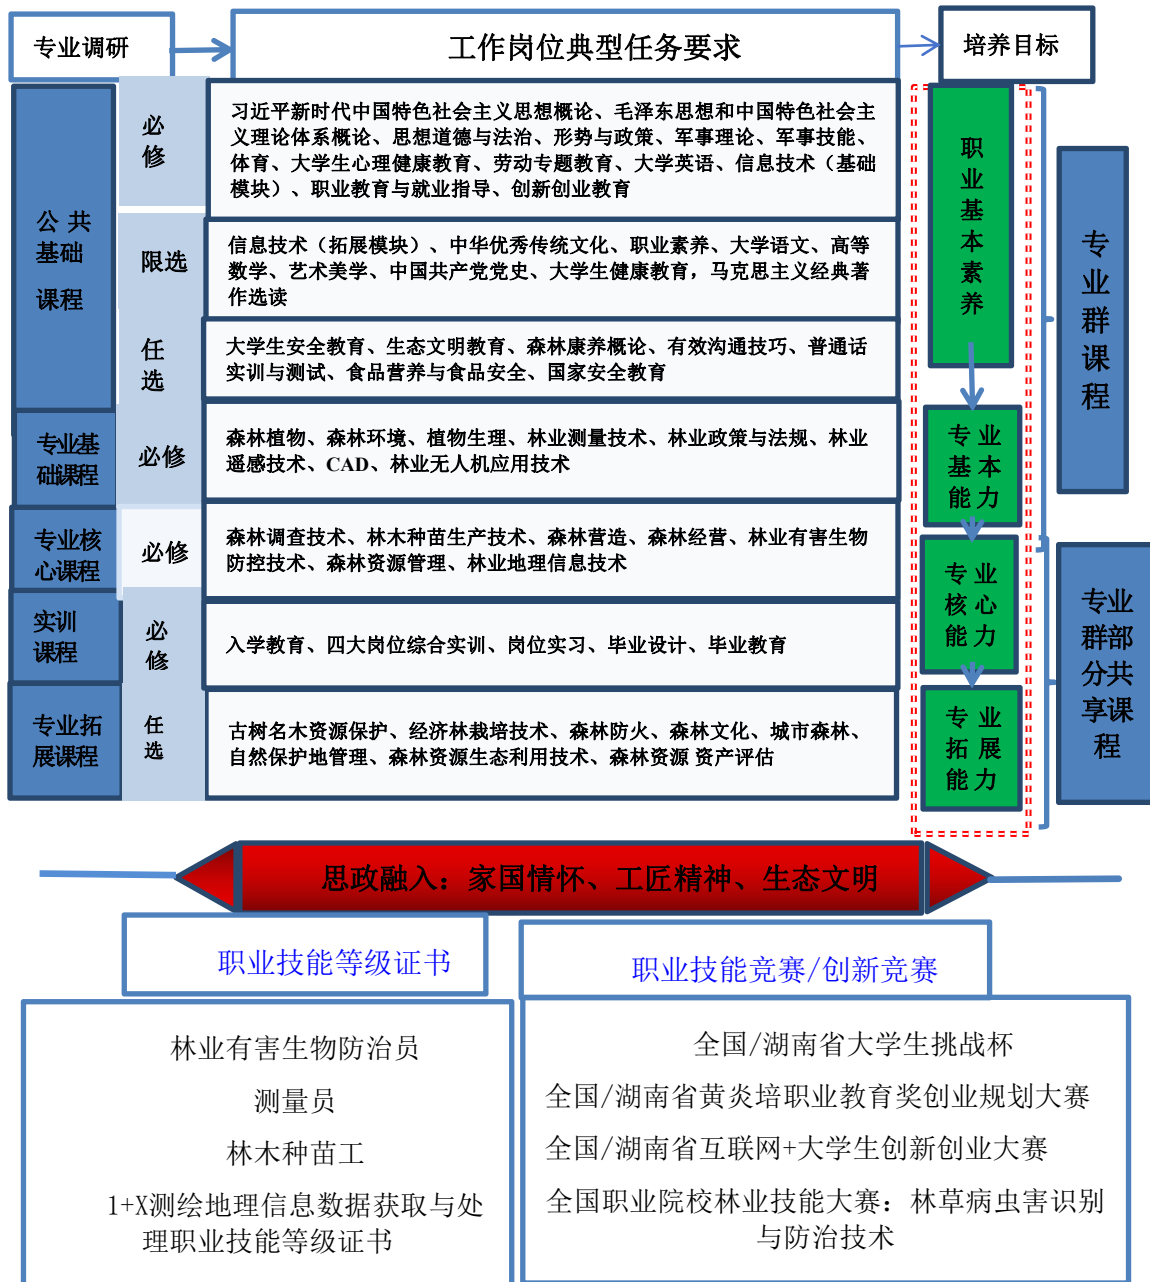 专业调研
工作岗位典型任务要求
培养目标
公 共
基础
课程
必
修
习近平新时代中国特色社会主义思想概论、毛泽东思想和中国特色社会主
义理论体系概论、思想道德与法治、形势与政策、军事理论、军事技能、
体育、大学生心理健康教育、劳动专题教育、大学英语、信息技术（基础
模块）、职业教育与就业指导、创新创业教育
限选
信息技术（拓展模块）、中华优秀传统文化、职业素养、大学语文、高等
数学、艺术美学、中国共产党党史、大学生健康教育，马克思主义经典著
作选读
任
选
大学生安全教育、生态文明教育、森林康养概论、有效沟通技巧、普通话
实训与测试、食品营养与食品安全、国家安全教育
专业基
础课程
必修
森林植物、森林环境、植物生理、林业测量技术、林业政策与法规、林业
遥感技术、CAD、林业无人机应用技术
专业核
心课程
必修
森林调查技术、林木种苗生产技术、森林营造、森林经营、林业有害生物
防控技术、森林资源管理、林业地理信息技术
实训
课程
必
修
入学教育、四大岗位综合实训、岗位实习、毕业设计、毕业教育
专业拓
展课程
任
选
古树名木资源保护、经济林栽培技术、森林防火、森林文化、城市森林、
自然保护地管理、森林资源生态利用技术、森林资源 资产评估
职
业
基
本
素
养
专 业
基 本
能 力
专 业
核 心
能 力
专 业
拓 展
能 力
专
业
群
课
程
专业
群部
分共
享课
程
思政融入：家国情怀、工匠精神、生态文明
职业技能等级证书
林业有害生物防治员
测量员
林木种苗工
1+X测绘地理信息数据获取与处
理职业技能等级证书
职业技能竞赛/创新竞赛
全国/湖南省大学生挑战杯
全国/湖南省黄炎培职业教育奖创业规划大赛
全国/湖南省互联网+大学生创新创业大赛
全国职业院校林业技能大赛：林草病虫害识别
与防治技术